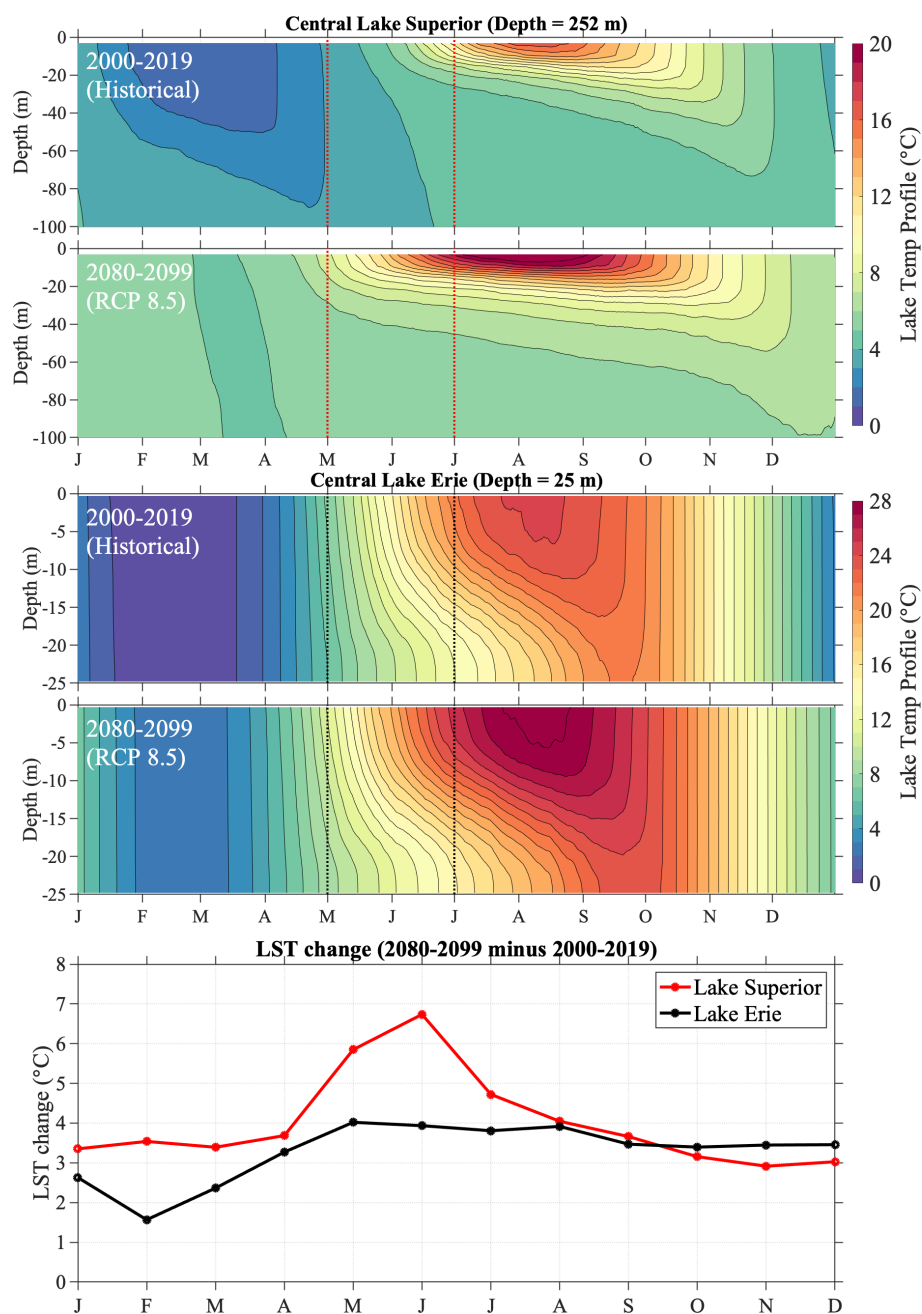 Central Lake Superior (Depth = 252 m)
2000-2019
(Historical)
Depth (m)
0
-20
-40
-60
-80
-100
2080-2099
(RCP 8.5)
Depth (m)
0
-20
-40
-60
-80
-100
J F M A M J J A S O N D
20
16
12
8
4
0
Lake Temp Profile (°C)
Central Lake Erie (Depth = 25 m)
2000-2019
(Historical)
Depth (m)
0
-5
-10
-15
-20
-25
2080-2099
(RCP 8.5)
Depth (m)
0
-5
-10
-15
-20
-25
J F M A M J J A S O N D
28
24
20
16
12
8
4
0
Lake Temp Profile (°C)
LST change (2080-2099 minus 2000-2019)
Lake Superior
Lake Erie
LST change (°C)
8
7
6
5
4
3
2
1
0
J F M A M J J A S O N D